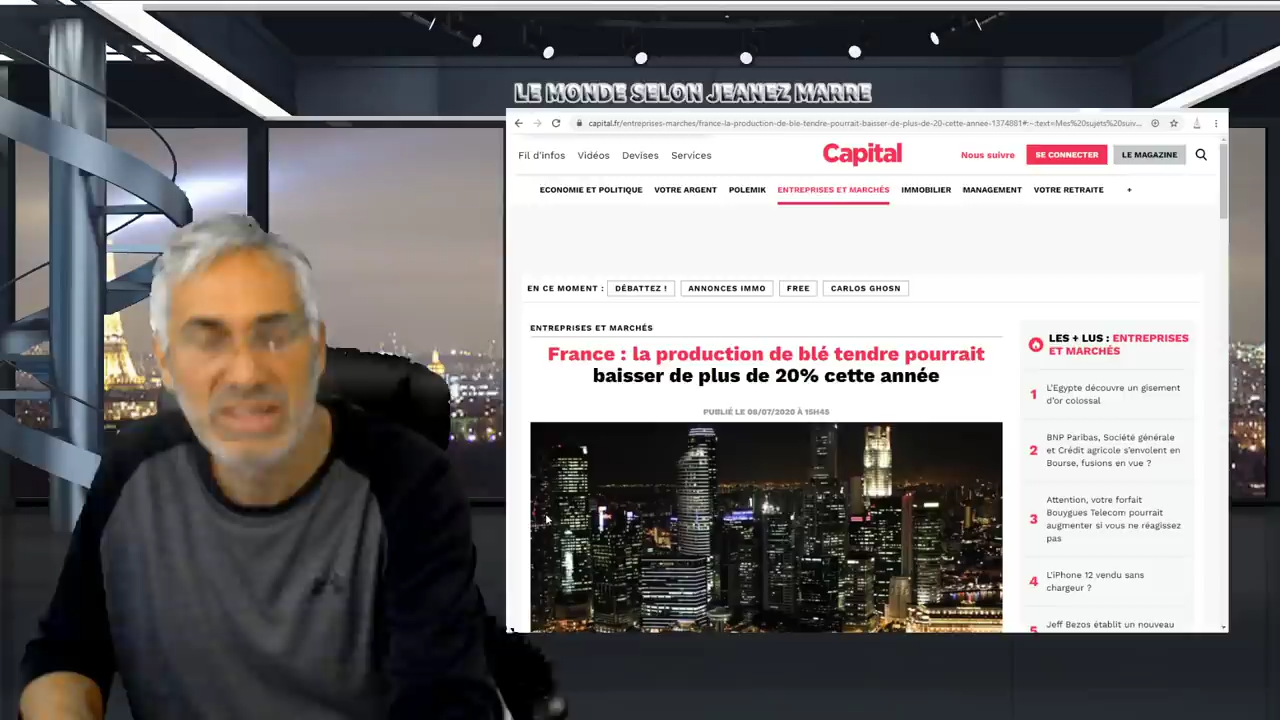 LE MONDE SELON JEANEZ MARRE
capital.fr/entreprises-marches/france-la-production-de-ble-tendre-pourrait-baisser-de-plus-de-20-cette-annee-1374881#:~:text=Mes%20sujets%20suiv...
Fil d'infos Vidéos Devises Services
Capital
Nous suivre SE CONNECTER LE MAGAZINE
ECONOMIE ET POLITIQUE VOTRE ARGENT POLEMIK ENTREPRISES ET MARCHÉS IMMOBILIER MANAGEMENT VOTRE RETRAITE +
EN CE MOMENT : DÉBATTEZ ! ANNONCES IMMO FREE CARLOS GHOSN
ENTREPRISES ET MARCHÉS
France : la production de blé tendre pourrait
baisser de plus de 20% cette année
PUBLIÉ LE 08/07/2020 À 15H45
LES + LUS : ENTREPRISES
ET MARCHÉS
1 L'Egypte découvre un gisement
d'or colossal
2 BNP Paribas, Société générale
et Crédit agricole s'envolent en
Bourse, fusions en vue ?
3 Attention, votre forfait
Bouygues Telecom pourrait
augmenter si vous ne réagissez
pas
4 L'iPhone 12 vendu sans
chargeur ?
5 Jeff Bezos établit un nouveau